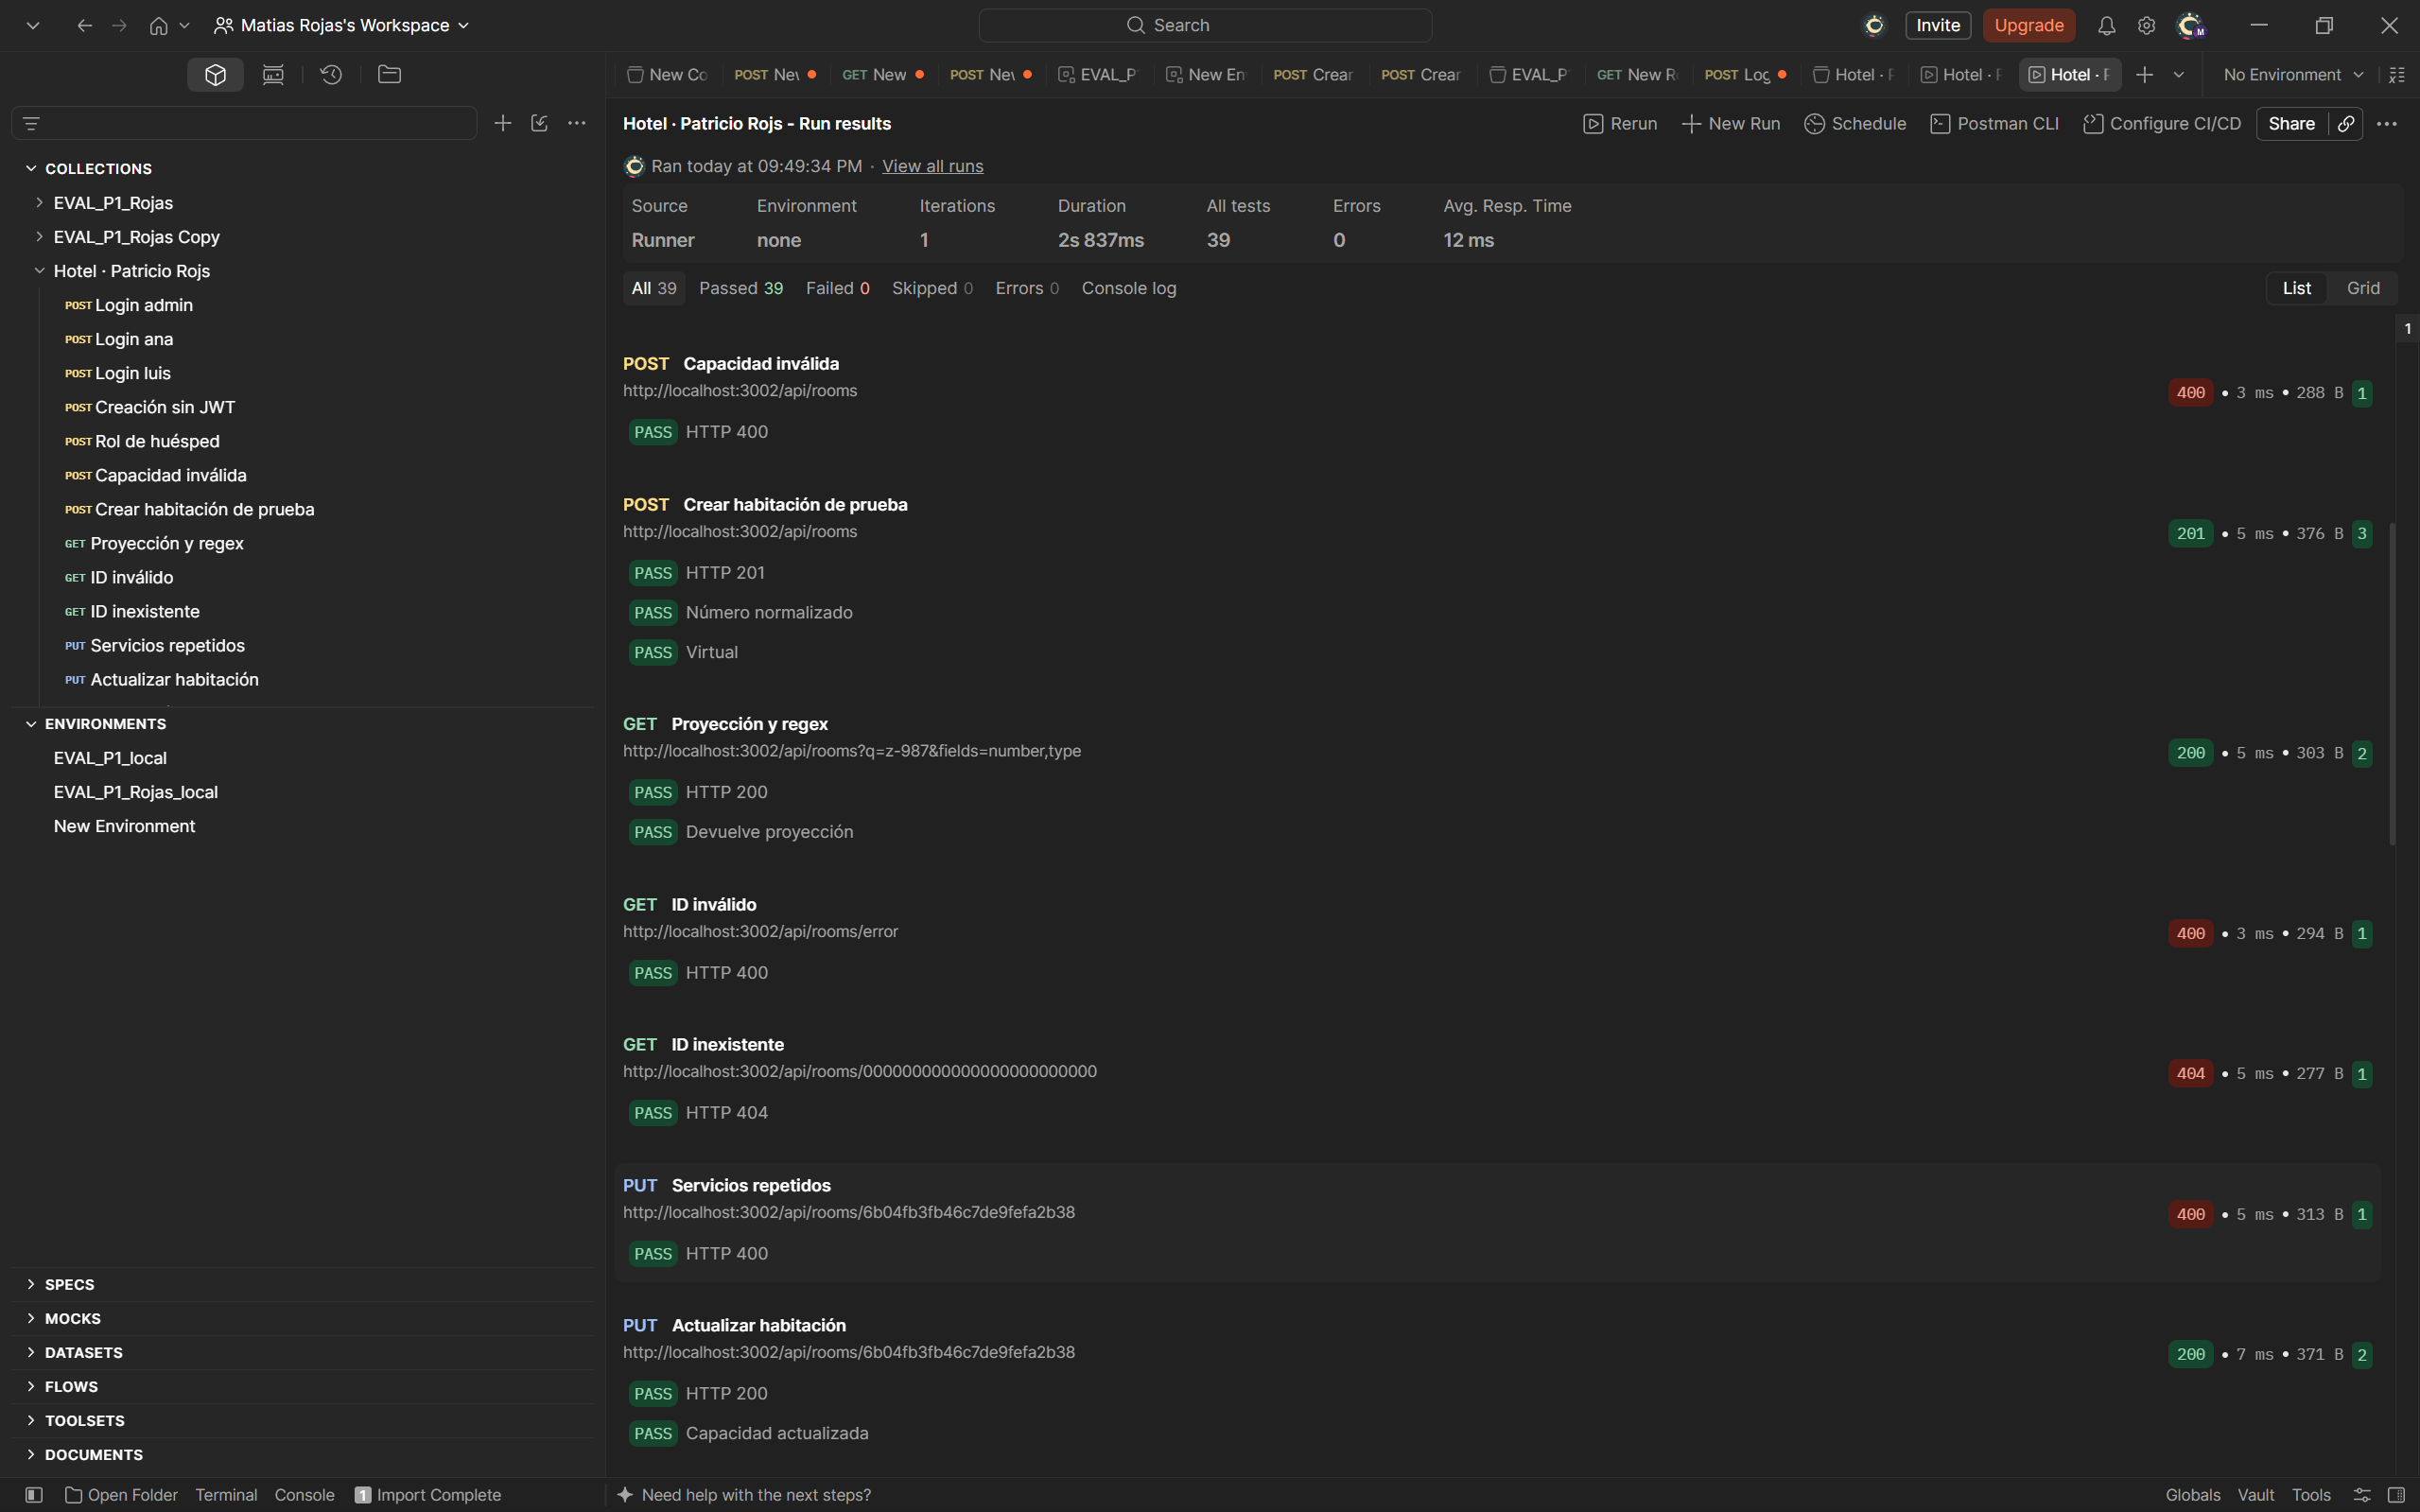 Matias Rojas's Workspace
Search
Invite
Upgrade
New Co
POST Nev
GET New
POST Nev
EVAL_P
New En
POST Crear
POST Crear
EVAL_P
GET New R
POST Log
Hotel ·
Hotel ·
Hotel · F
No Environment
COLLECTIONS
EVAL_P1_Rojas
EVAL_P1_Rojas Copy
Hotel · Patricio Rojs
POST Login admin
POST Login ana
POST Login luis
POST Creación sin JWT
POST Rol de huésped
POST Capacidad inválida
POST Crear habitación de prueba
GET Proyección y regex
GET ID inválido
GET ID inexistente
PUT Servicios repetidos
PUT Actualizar habitación
ENVIRONMENTS
EVAL_P1_local
EVAL_P1_Rojas_local
New Environment
SPECS
MOCKS
DATASETS
FLOWS
TOOLSETS
DOCUMENTS
Hotel · Patricio Rojs - Run results
Rerun
New Run
Schedule
Postman CLI
Configure CI/CD
Share
Ran today at 09:49:34 PM · View all runs
Source Environment Iterations Duration All tests Errors Avg. Resp. Time
Runner none 1 2s 837ms 39 0 12 ms
All 39 Passed 39 Failed 0 Skipped 0 Errors 0 Console log
List Grid
1
POST Capacidad inválida
http://localhost:3002/api/rooms
400 • 3 ms • 288 B 1
PASS HTTP 400
POST Crear habitación de prueba
http://localhost:3002/api/rooms
201 • 5 ms • 376 B 3
PASS HTTP 201
PASS Número normalizado
PASS Virtual
GET Proyección y regex
http://localhost:3002/api/rooms?q=z-987&fields=number,type
200 • 5 ms • 303 B 2
PASS HTTP 200
PASS Devuelve proyección
GET ID inválido
http://localhost:3002/api/rooms/error
400 • 3 ms • 294 B 1
PASS HTTP 400
GET ID inexistente
http://localhost:3002/api/rooms/000000000000000000000000
404 • 5 ms • 277 B 1
PASS HTTP 404
PUT Servicios repetidos
http://localhost:3002/api/rooms/6b04fb3fb46c7de9fefa2b38
400 • 5 ms • 313 B 1
PASS HTTP 400
PUT Actualizar habitación
http://localhost:3002/api/rooms/6b04fb3fb46c7de9fefa2b38
200 • 7 ms • 371 B 2
PASS HTTP 200
PASS Capacidad actualizada
Open Folder Terminal Console 1 Import Complete
Need help with the next steps?
Globals Vault Tools